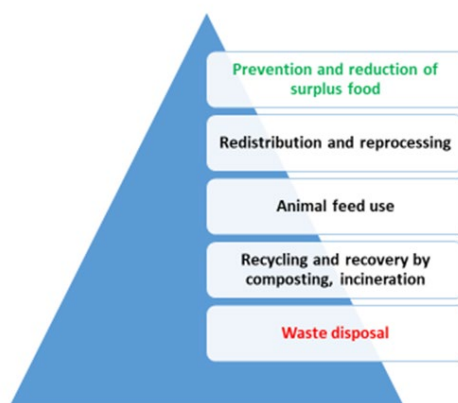 Prevention and reduction of
surplus food
Redistribution and reprocessing
Animal feed use
Recycling and recovery by
composting, incineration
Waste disposal